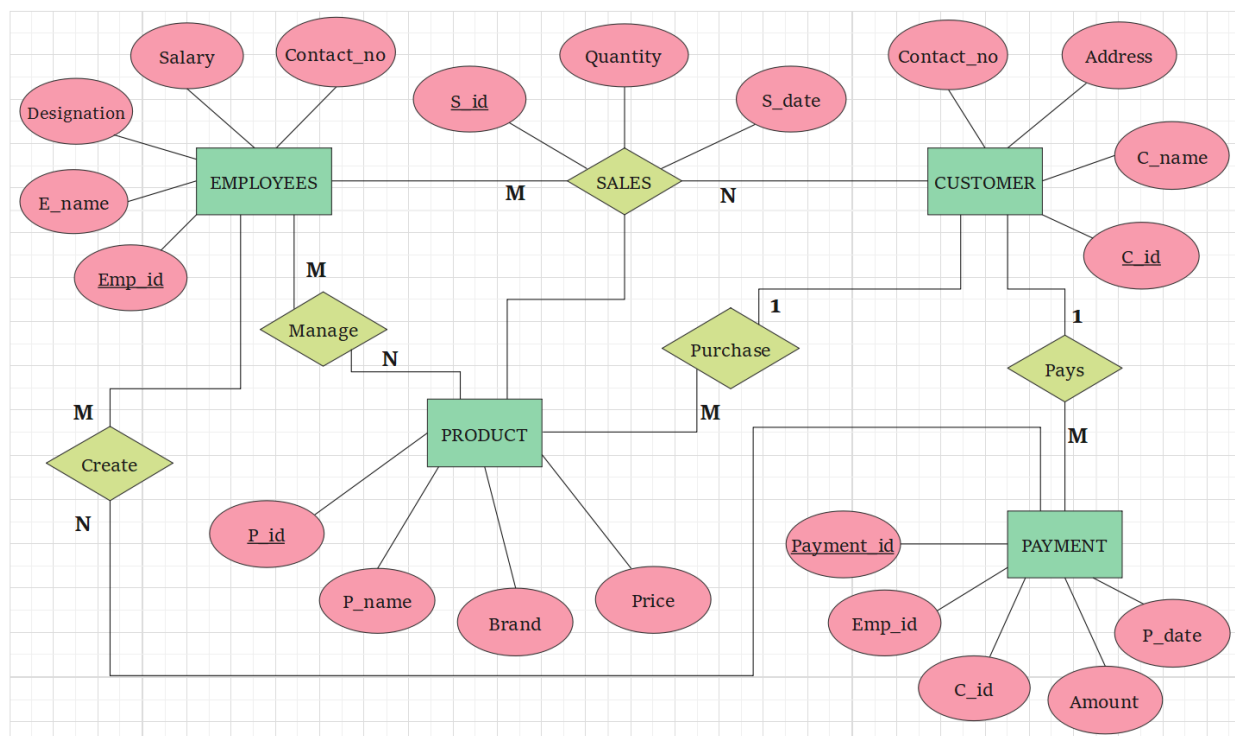 Salary
Contact_no
Quantity
Contact_no
Address
Designation
S_id
S_date
C_name
EMPLOYEES
SALES
CUSTOMER
M
N
E_name
Emp_id
C_id
M
1
1
Manage
Purchase
N
Pays
M
M
PRODUCT
M
Create
N
P_id
Payment_id
PAYMENT
P_name
Brand
Price
Emp_id
P_date
C_id
Amount